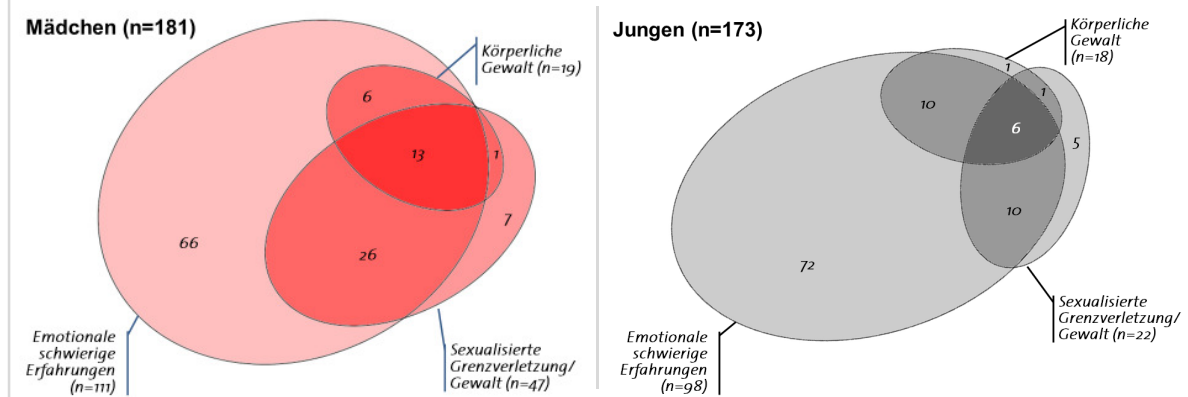 Mädchen (n=181)
Körperliche
Gewalt (n=19)
6
13
1
7
66
26
Emotionale
schwierige
Erfahrungen
(n=111)
Sexualisierte
Grenzverletzung/
Gewalt (n=47)
Jungen (n=173)
Körperliche
Gewalt
(n=18)
1
1
10
6
5
10
72
Emotionale
schwierige
Erfahrungen
(n=98)
Sexualisierte
Grenzverletzung/
Gewalt (n=22)